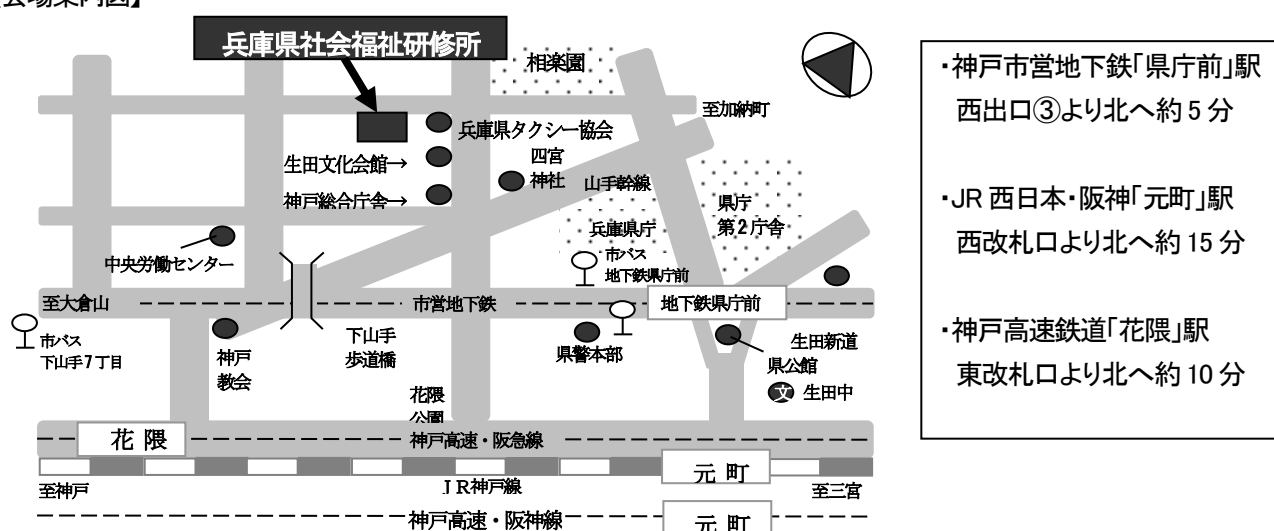 会場案内図】
兵庫県社会福祉研修所
相楽園
至加納町
兵庫県タクシー協会
生田文化会館→
四宮
神社
山手幹線
神戸総合庁舎→
県庁
第2庁舎
兵庫県庁
中央労働センター
市バス
地下鉄県庁前
至大倉山
市営地下鉄
地下鉄県庁前
市バス
下山手7丁目
神戸
教会
下山手
歩道橋
県警本部
生田新道
県公館
文 生田中
花隈
公園
花 隈
神戸高速・阪急線
元 町
至神戸
JR神戸線
至三宮
神戸高速・阪神線
元 町
・神戸市営地下鉄「県庁前」駅
西出口③より北へ約5分
・JR西日本・阪神「元町」駅
西改札口より北へ約15分
・神戸高速鉄道「花隈」駅
東改札口より北へ約10分